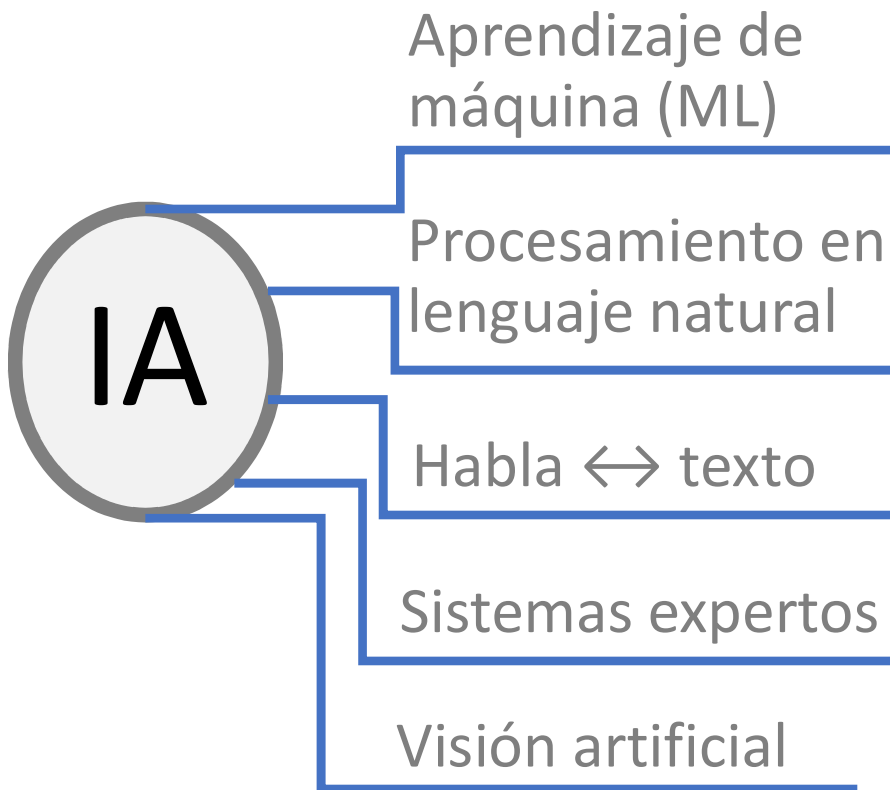 Aprendizaje de
máquina (ML)
Procesamiento en
lenguaje natural
IA
Habla ↔ texto
Sistemas expertos
Visión artificial